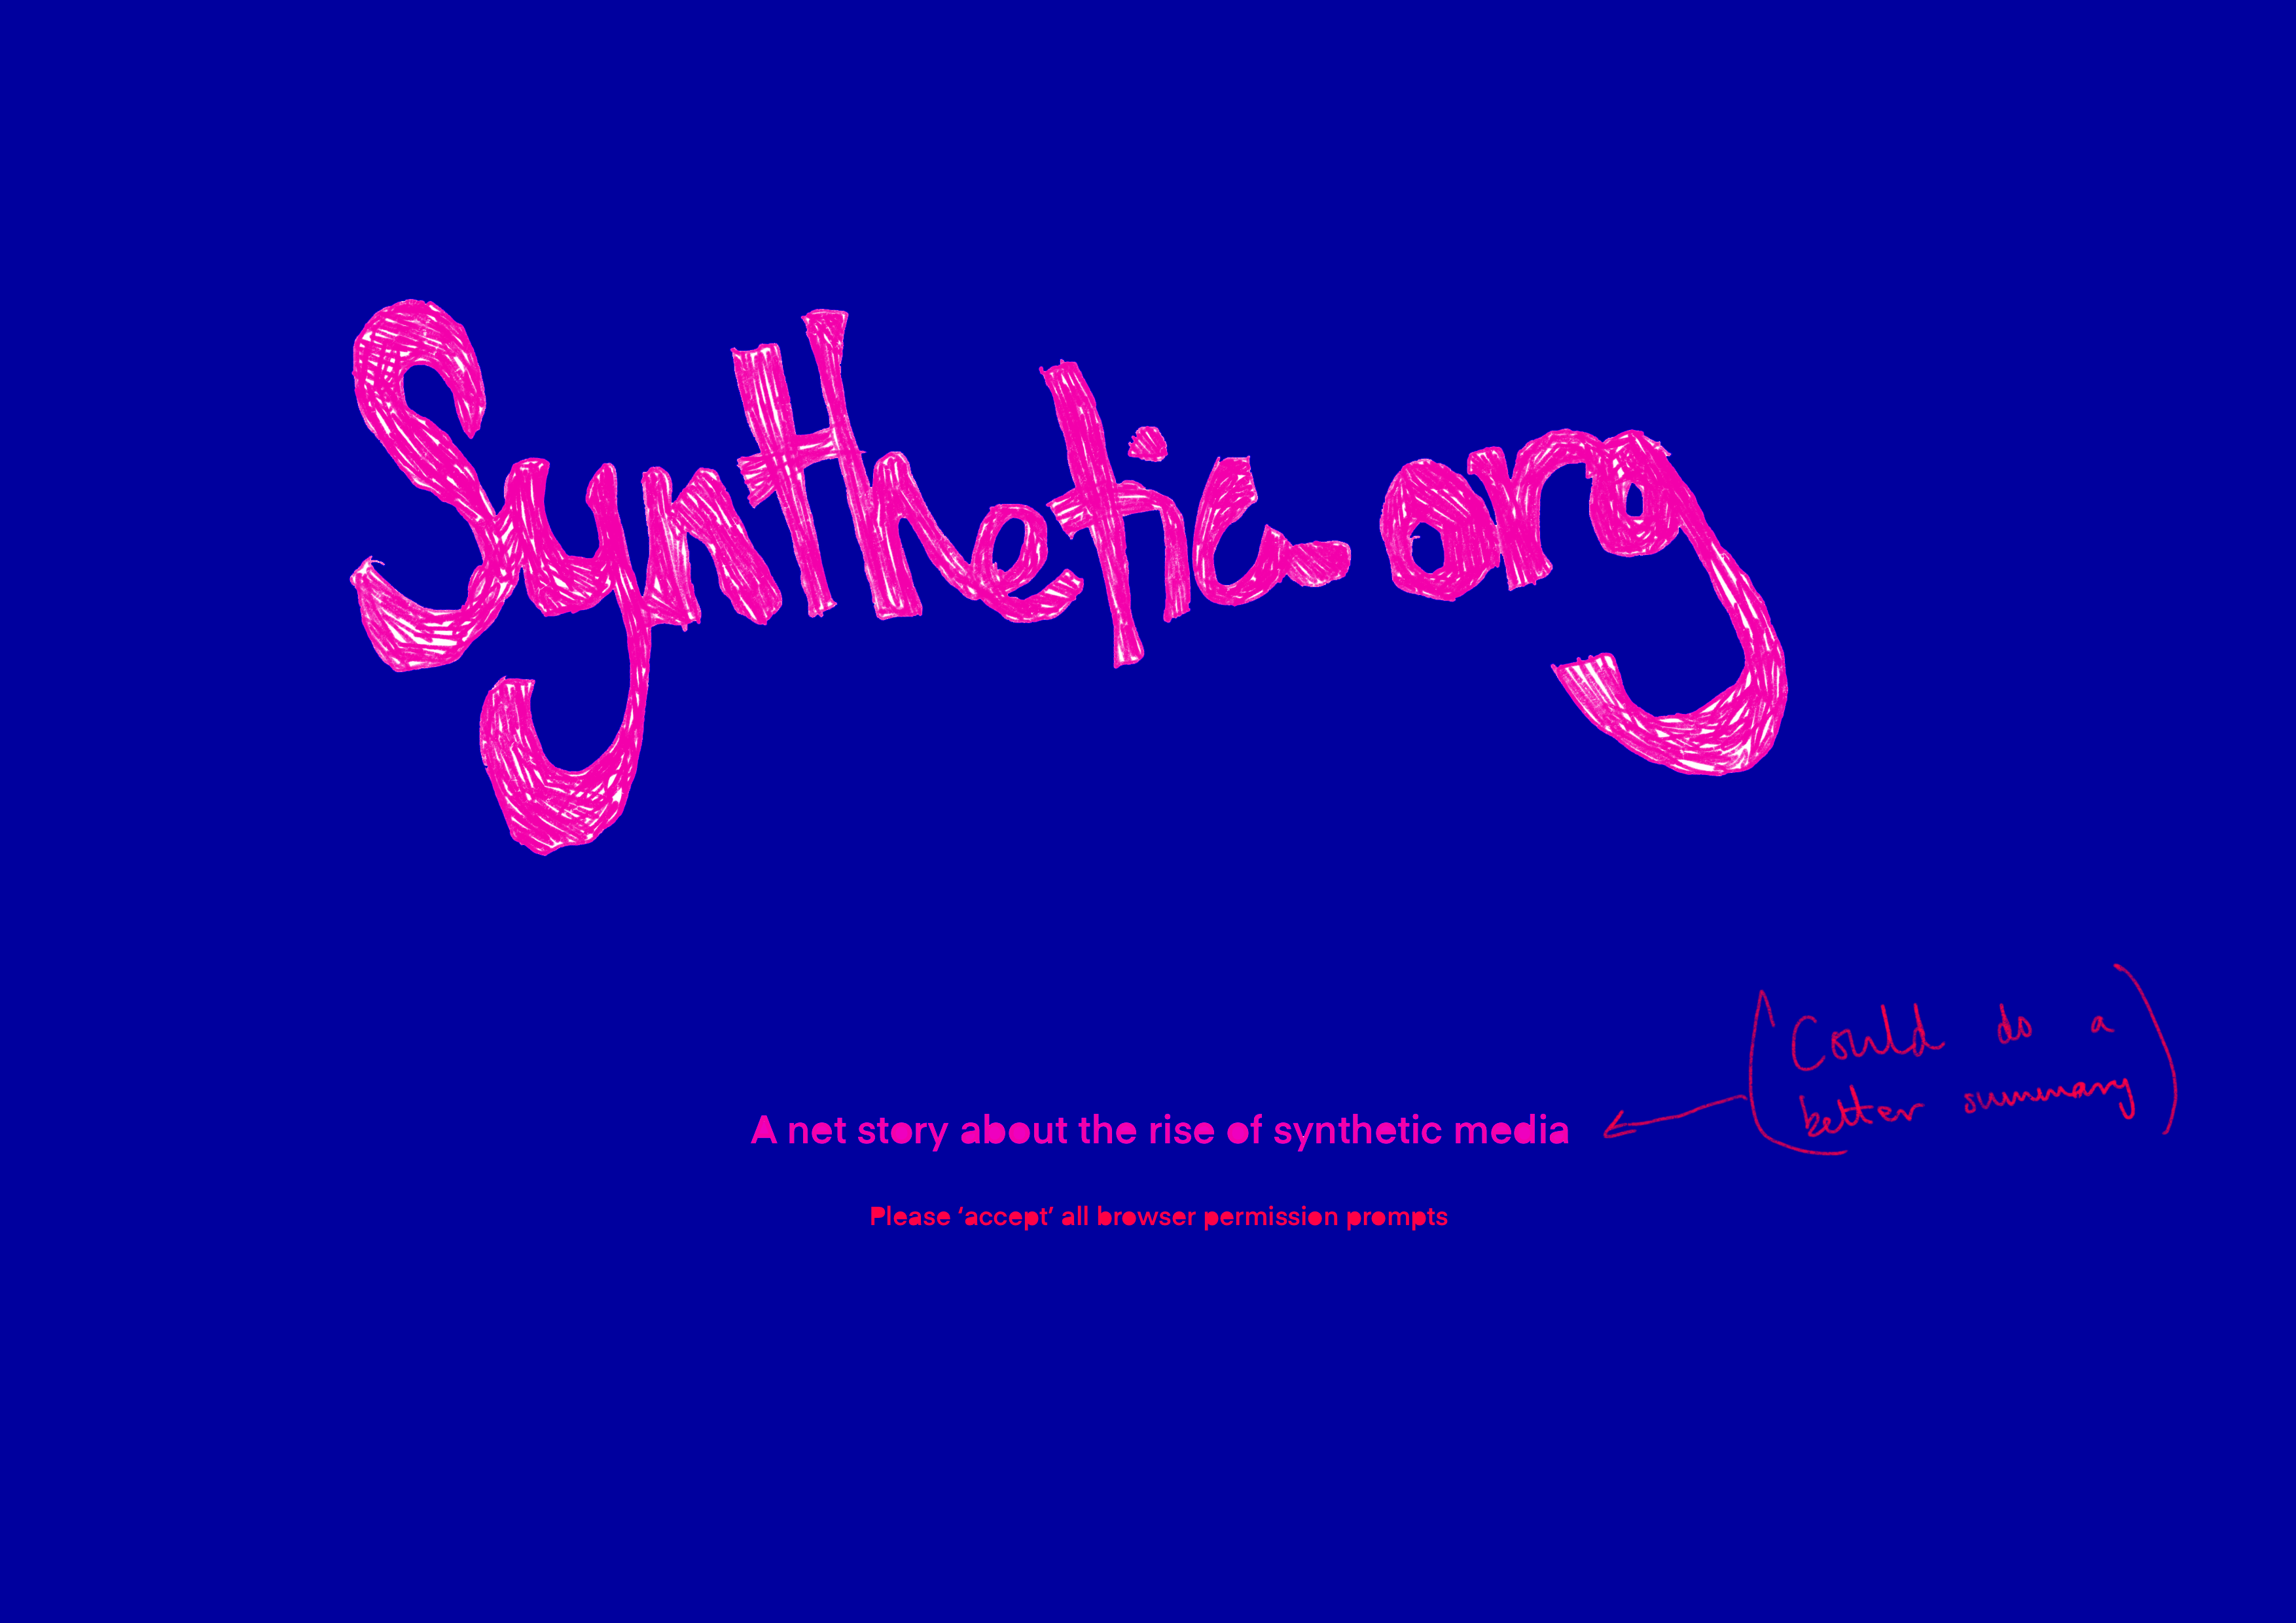 Synthetic.org
(Could do a
better summary)
A net story about the rise of synthetic media
Please ‘accept’ all browser permission prompts